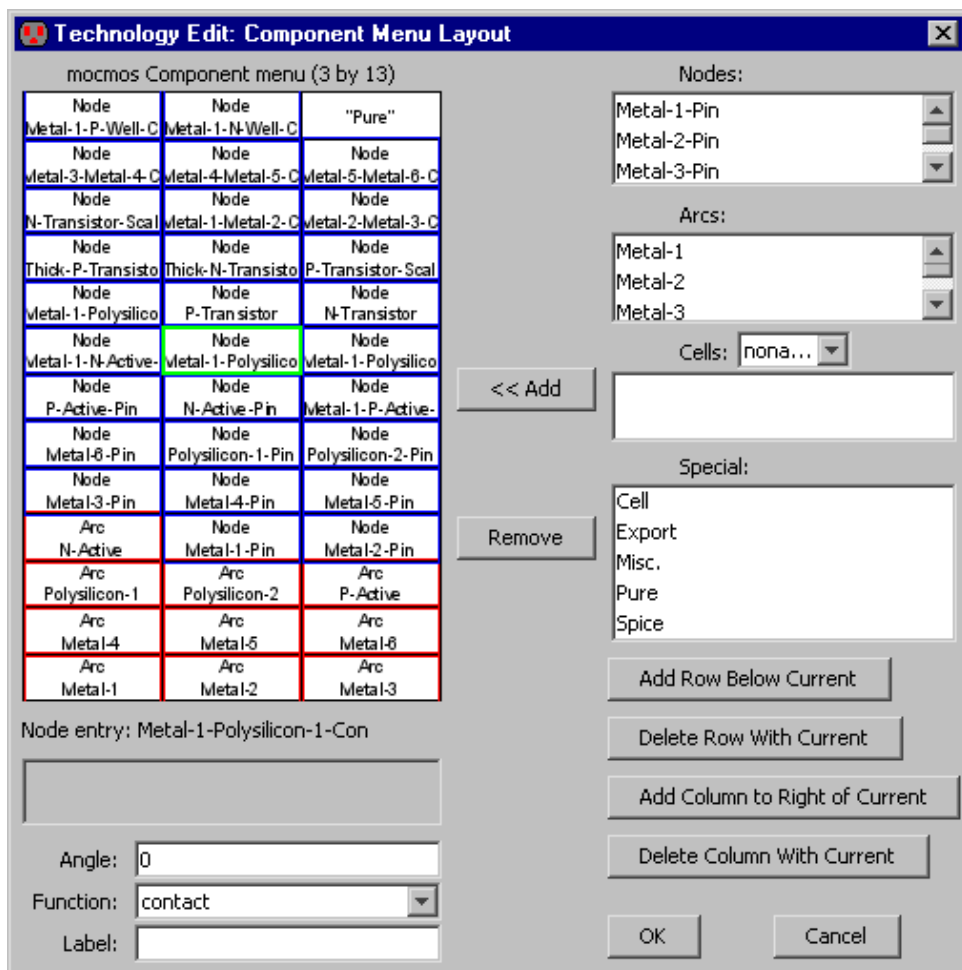 Technology Edit: Component Menu Layout
mocmos Component menu (3 by 13)
Node Node "Pure"
Metal-1-P-Well-C Metal-1-N-Well-C
Node Node Node
Metal-3-Metal-4-C Metal-4-Metal-5-C Metal-5-Metal-6-C
Node Node Node
N-Transistor-Scal Metal-1-Metal-2-C Metal-2-Metal-3-C
Node Node Node
Thick-P-Transisto Thick-N-Transisto P-Transistor-Scal
Node Node Node
Metal-1-Polysilico P-Transistor N-Transistor
Node Node Node
Metal-1-N-Active- Metal-1-Polysilico Metal-1-Polysilico
Node Node Node
P-Active-Pin N-Active-Pin Metal-1-P-Active-
Node Node Node
Metal-6-Pin Polysilicon-1-Pin Polysilicon-2-Pin
Node Node Node
Metal-3-Pin Metal-4-Pin Metal-5-Pin
Arc Node Node
N-Active Metal-1-Pin Metal-2-Pin
Arc Arc Arc
Polysilicon-1 Polysilicon-2 P-Active
Arc Arc Arc
Metal-4 Metal-5 Metal-6
Arc Arc Arc
Metal-1 Metal-2 Metal-3
Node entry: Metal-1-Polysilicon-1-Con
Angle: 0
Function: contact
Label:
<< Add
Remove
Nodes:
Metal-1-Pin
Metal-2-Pin
Metal-3-Pin
Arcs:
Metal-1
Metal-2
Metal-3
Cells: nona...
Special:
Cell
Export
Misc.
Pure
Spice
Add Row Below Current
Delete Row With Current
Add Column to Right of Current
Delete Column With Current
OK Cancel